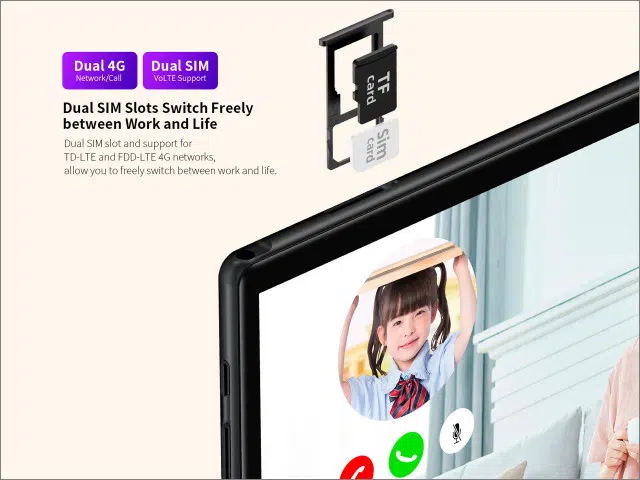 Dual 4G
Network/Call
Dual SIM
VoLTE Support
Dual SIM Slots Switch Freely
between Work and Life
Dual SIM slot and support for
TD-LTE and FDD-LTE 4G networks,
allow you to freely switch between work and life.
TF
card
sim
card